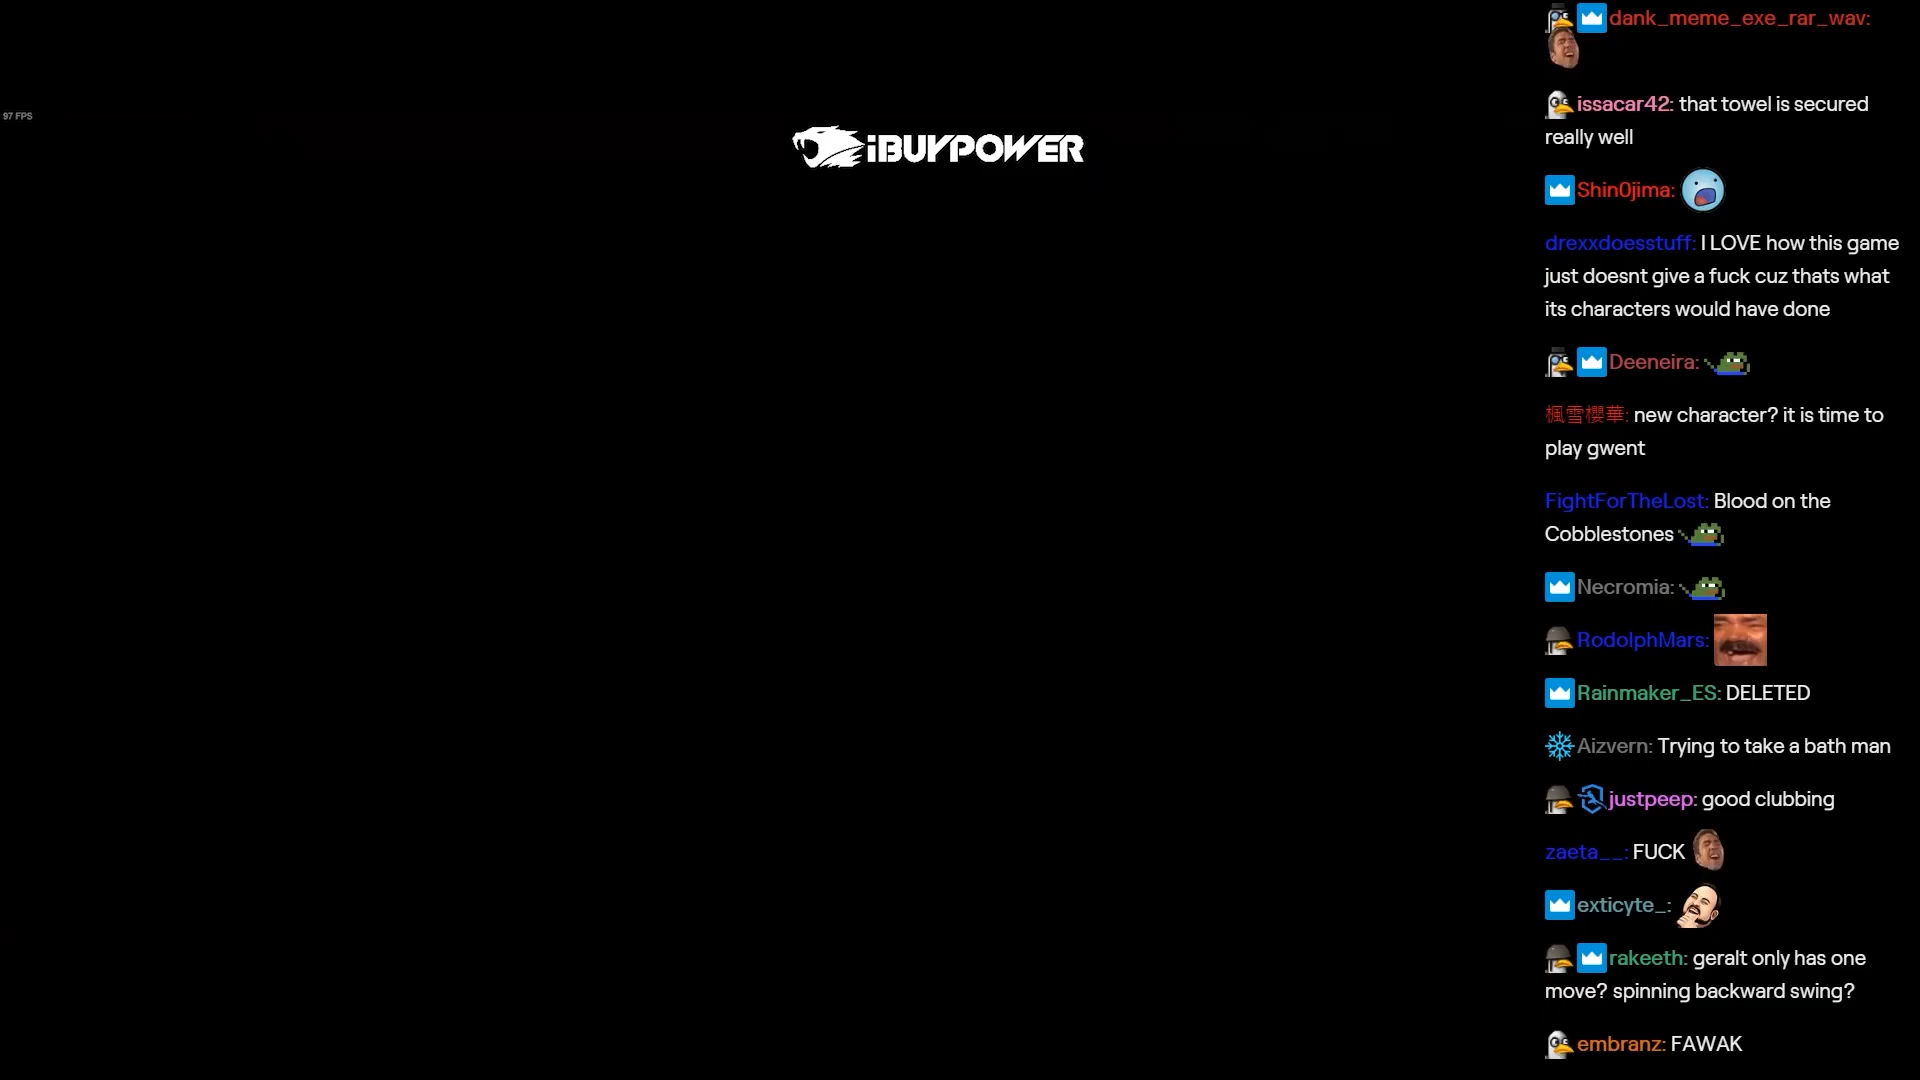 dank_meme_exe_rar_wav:
97 FPS
iBUYPOWER
issacar42: that towel is secured
really well
Shin0jima:
drexxdoesstuff: I LOVE how this game
just doesnt give a fuck cuz thats what
its characters would have done
Deeneira:
楓雪櫻華: new character? it is time to
play gwent
FightForTheLost: Blood on the
Cobblestones
Necromia:
RodolphMars:
Rainmaker_ES: DELETED
Aizvern: Trying to take a bath man
justpeep: good clubbing
zaeta__: FUCK
exticyte_:
rakeeth: geralt only has one
move? spinning backward swing?
embranz: FAWAK